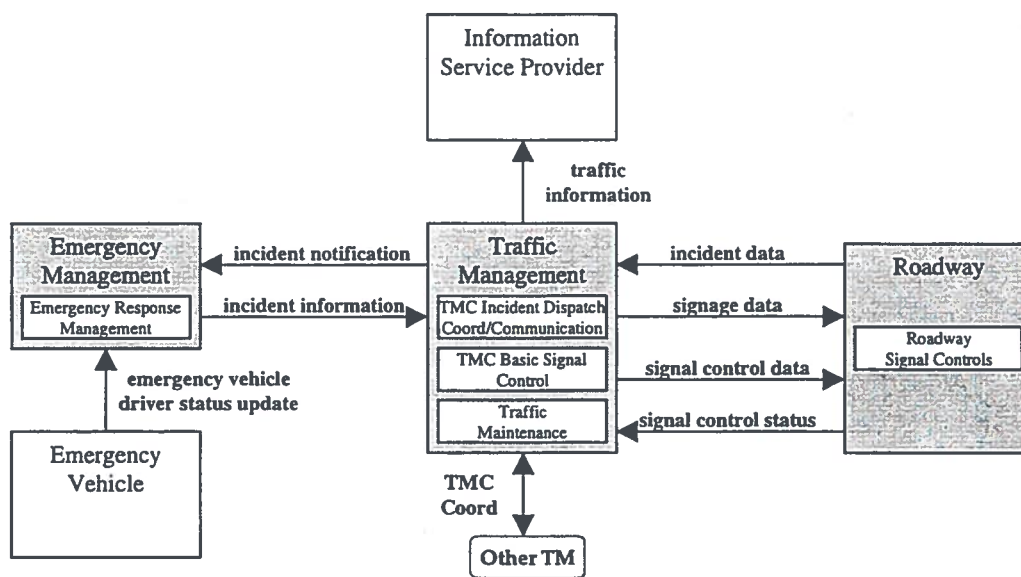 Information
Service Provider
traffic
information
Emergency
Management
Emergency Response
Management
incident notification
incident information
Traffic
Management
TMC Incident Dispatch
Coord/Communication
TMC Basic Signal
Control
Traffic
Maintenance
incident data
signage data
signal control data
signal control status
Roadway
Roadway
Signal Controls
emergency vehicle
driver status update
Emergency
Vehicle
TMC
Coord
Other TM